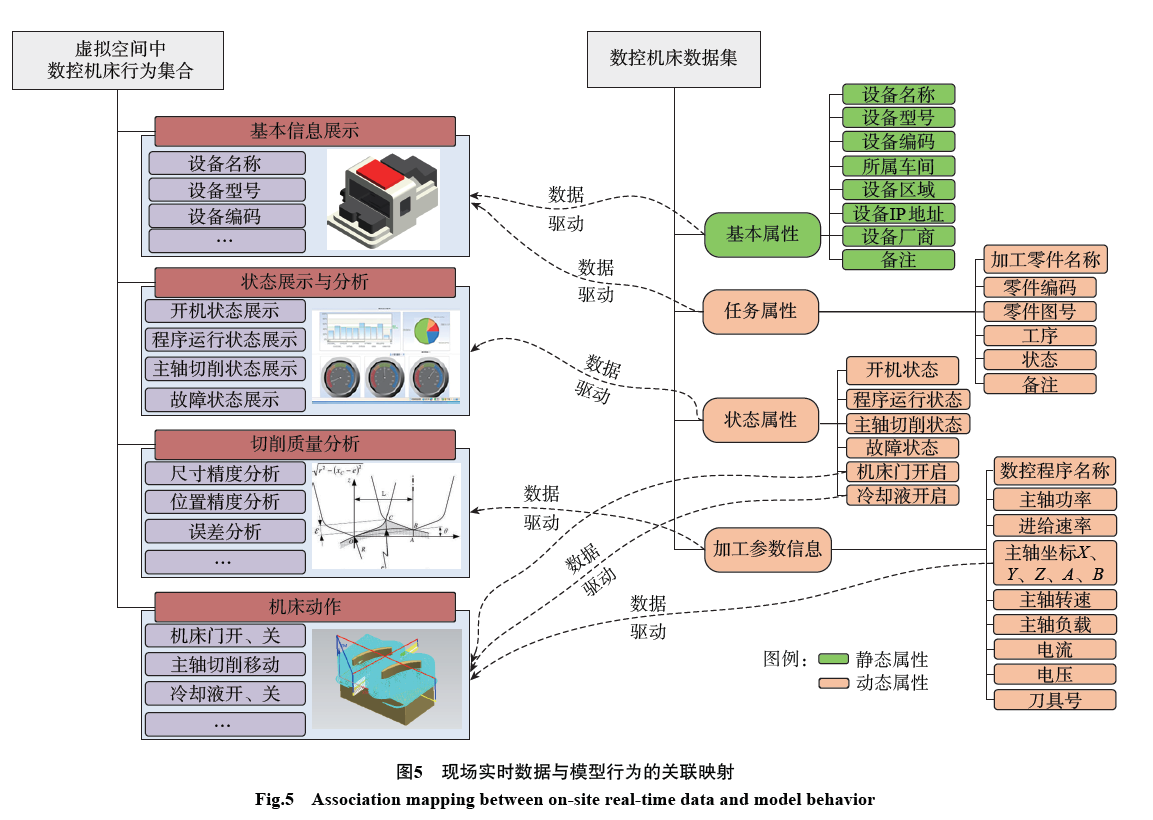 虚拟空间中
数控机床行为集合
基本信息展示
设备名称
设备型号
设备编码
…
状态展示与分析
开机状态展示
程序运行状态展示
主轴切削状态展示
故障状态展示
切削质量分析
尺寸精度分析
位置精度分析
误差分析
…
机床动作
机床门开、关
主轴切削移动
冷却液开、关
…
数据
驱动
数据
驱动
数据
驱动
数据
驱动
数据
驱动
数据
驱动
数控机床数据集
基本属性
设备名称
设备型号
设备编码
所属车间
设备区域
设备IP地址
设备厂商
备注
任务属性
加工零件名称
零件编码
零件图号
工序
状态
备注
状态属性
开机状态
程序运行状态
主轴切削状态
故障状态
机床门开启
冷却液开启
加工参数信息
数控程序名称
主轴功率
进给速率
主轴坐标X、
Y、Z、A、B
主轴转速
主轴负载
电流
电压
刀具号
图例：
静态属性
动态属性
图5 现场实时数据与模型行为的关联映射
Fig.5 Association mapping between on-site real-time data and model behavior